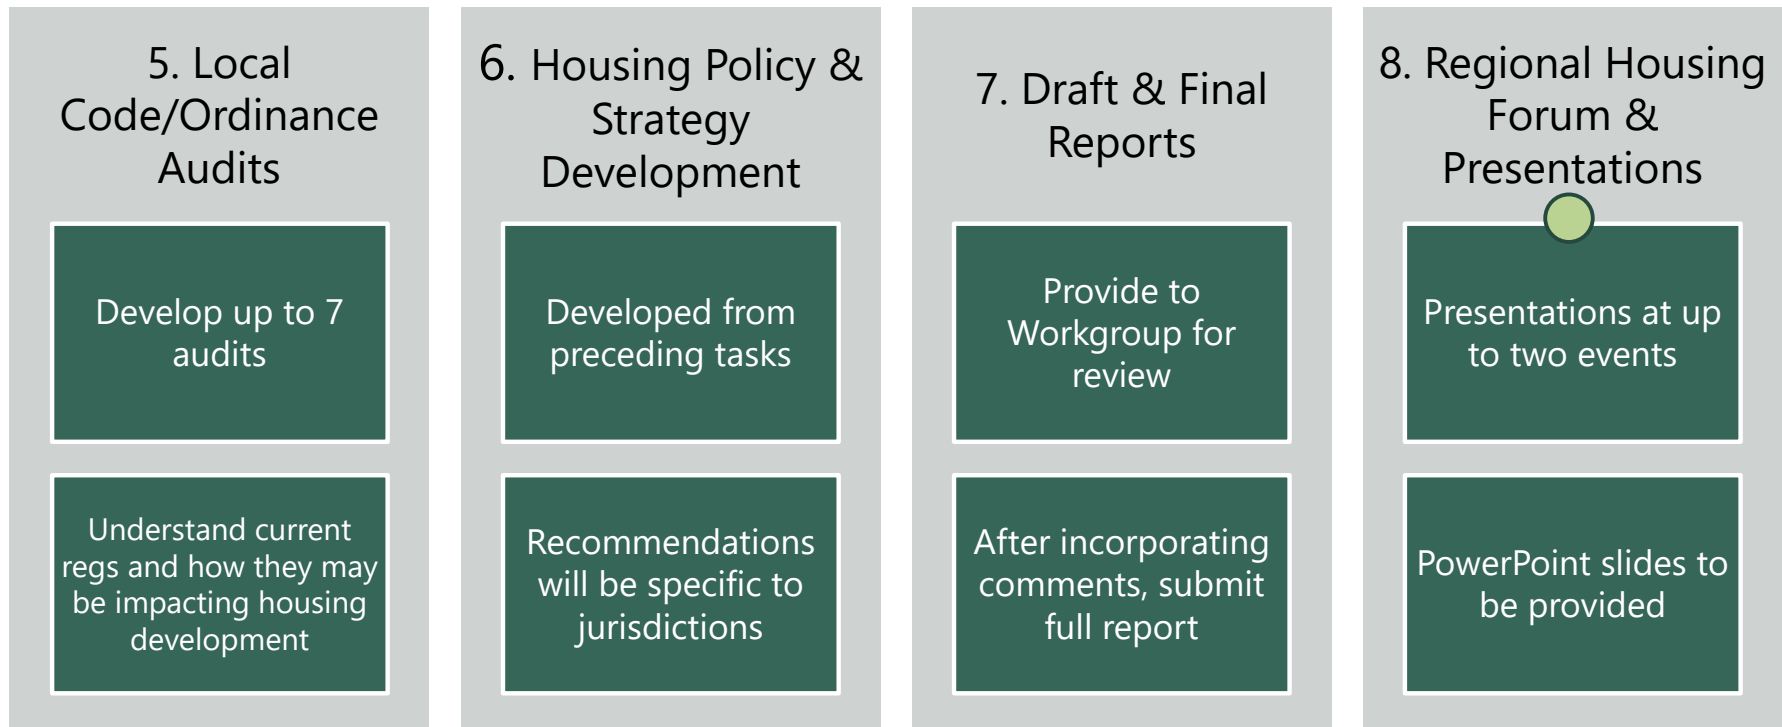 5. Local
Code/Ordinance
Audits
Develop up to 7
audits
Understand current
regs and how they may
be impacting housing
development
6. Housing Policy &
Strategy
Development
Developed from
preceding tasks
Recommendations
will be specific to
jurisdictions
7. Draft & Final
Reports
Provide to
Workgroup for
review
After incorporating
comments, submit
full report
8. Regional Housing
Forum &
Presentations
Presentations at up
to two events
PowerPoint slides to
be provided